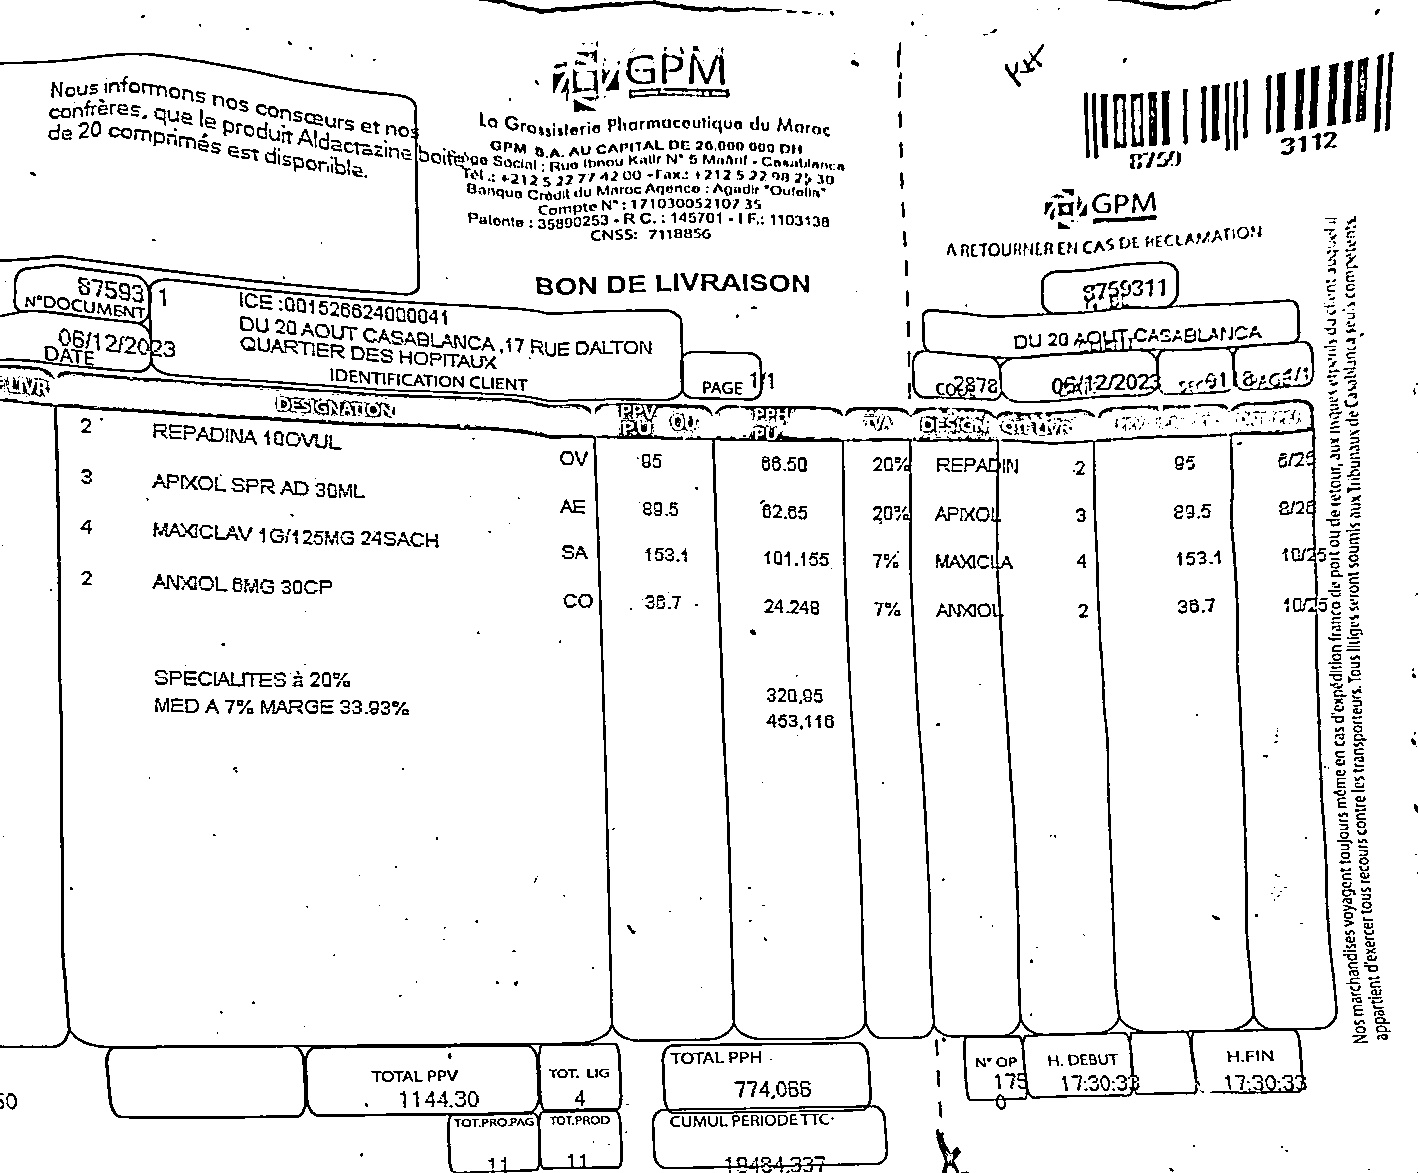 Nous informons nos consœurs et nos
confrères, que le produit Aldactazine boite
de 20 comprimés est disponible.
GPM
La Grossisterie Pharmaceutique du Maroc
GPM S.A. AU CAPITAL DE 20.000 000 DH
Social : Rue Ibnou Katir N° 5 Maârif - Casablanca
Tél.: +212 5 22 77 42 00 - Fax.: +212 5 22 98 25 30
Banque Crédit du Maroc Agence : Agadir "Oufella"
Compte N° : 171030052107 35
Patente : 35890253 - R C. : 145701 - I F.: 1103138
CNSS: 7118856
BON DE LIVRAISON
87593 1
N°DOCUMENT
06/12/2023
DATE
ICE :001526624000041
DU 20 AOUT CASABLANCA ,17 RUE DALTON
QUARTIER DES HOPITAUX
IDENTIFICATION CLIENT
PAGE 1/1
LIVR DESIGNATION PPV PU QU PPH PU TVA
2 REPADINA 10OVUL OV 95 66.50 20%
3 APIXOL SPR AD 30ML AE 89.5 62.65 20%
4 MAXICLAV 1G/125MG 24SACH SA 153.1 101.155 7%
2 ANXIOL 6MG 30CP CO 36.7 24.248 7%
SPECIALITES à 20% 320,95
MED A 7% MARGE 33.93% 453,116
50
TOTAL PPV
1144.30
TOT. LIG
4
TOTAL PPH
774,066
TOT.PRO.PAG
11
TOT.PROD
11
CUMUL PERIODE TTC
19484.337
8759 3112
GPM
A RETOURNER EN CAS DE RECLAMATION
8759311
DU 20 AOUT CASABLANCA
2878 06/12/2023
DESIGN QTE LIVR
REPADIN 2 95 6/26
APIXOL 3 89.5 8/26
MAXICLA 4 153.1 10/25
ANXIOL 2 36.7 10/25
N° OP
175
0
H. DEBUT
17:30:33
H.FIN
17:30:33
Nos marchandises voyagent toujours même en cas d'expédition franco de port ou de retour, aux risques et périls du client auquel il
appartient d'exercer tous recours contre les transporteurs. Tous litiges seront soumis aux Tribunaux de Casablanca seuls compétents.